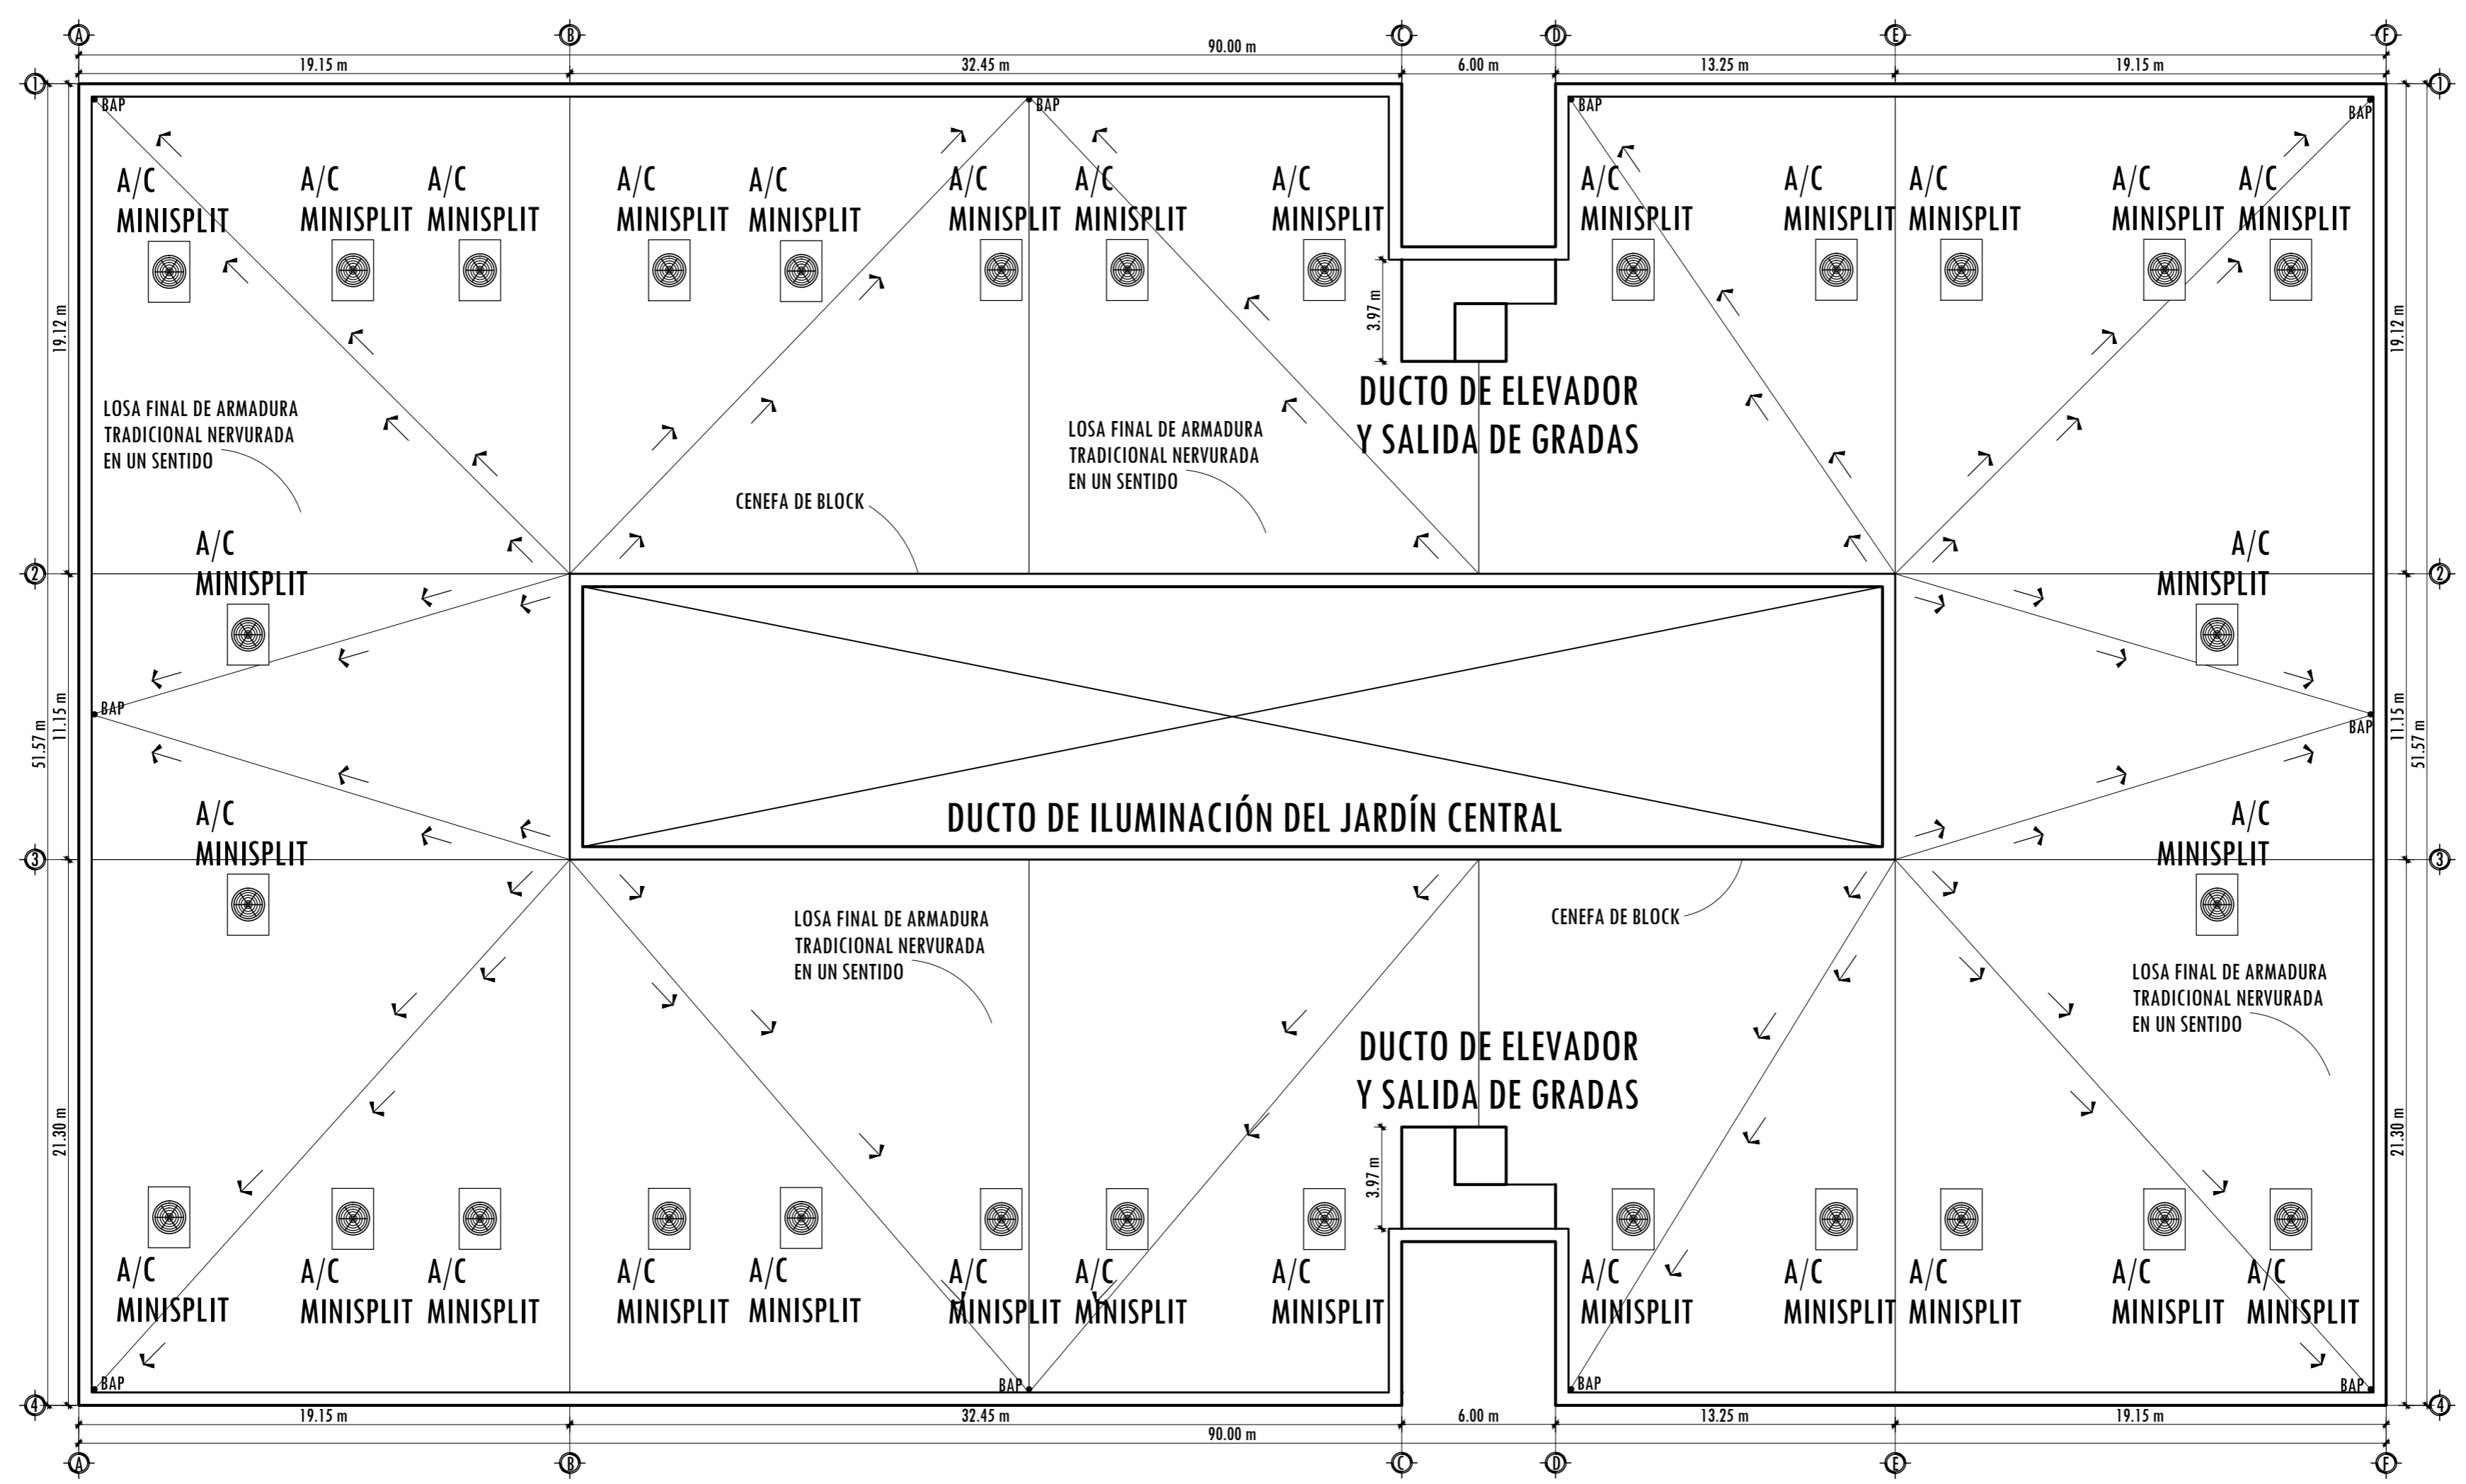 A B C D E F
90.00 m
19.15 m 32.45 m 6.00 m 13.25 m 19.15 m
1 1
BAP BAP BAP BAP
A/C A/C A/C A/C A/C A/C A/C A/C A/C A/C A/C A/C A/C
MINISPLIT MINISPLIT MINISPLIT MINISPLIT MINISPLIT MINISPLIT MINISPLIT MINISPLIT MINISPLIT MINISPLIT MINISPLIT MINISPLIT MINISPLIT
19.12 m 3.97 m 19.12 m
DUCTO DE ELEVADOR
Y SALIDA DE GRADAS
LOSA FINAL DE ARMADURA
TRADICIONAL NERVURADA
EN UN SENTIDO
LOSA FINAL DE ARMADURA
TRADICIONAL NERVURADA
EN UN SENTIDO
CENEFA DE BLOCK
A/C A/C
MINISPLIT MINISPLIT
2 2
BAP BAP
51.57 m 11.15 m 11.15 m 51.57 m
DUCTO DE ILUMINACIÓN DEL JARDÍN CENTRAL
A/C A/C
MINISPLIT MINISPLIT
3 3
LOSA FINAL DE ARMADURA
TRADICIONAL NERVURADA
EN UN SENTIDO
CENEFA DE BLOCK
LOSA FINAL DE ARMADURA
TRADICIONAL NERVURADA
EN UN SENTIDO
DUCTO DE ELEVADOR
Y SALIDA DE GRADAS
21.30 m 3.97 m 21.30 m
A/C A/C A/C A/C A/C A/C A/C A/C A/C A/C A/C A/C A/C
MINISPLIT MINISPLIT MINISPLIT MINISPLIT MINISPLIT MINISPLIT MINISPLIT MINISPLIT MINISPLIT MINISPLIT MINISPLIT MINISPLIT MINISPLIT
BAP BAP BAP BAP
4 4
19.15 m 32.45 m 6.00 m 13.25 m 19.15 m
90.00 m
A B C D E F